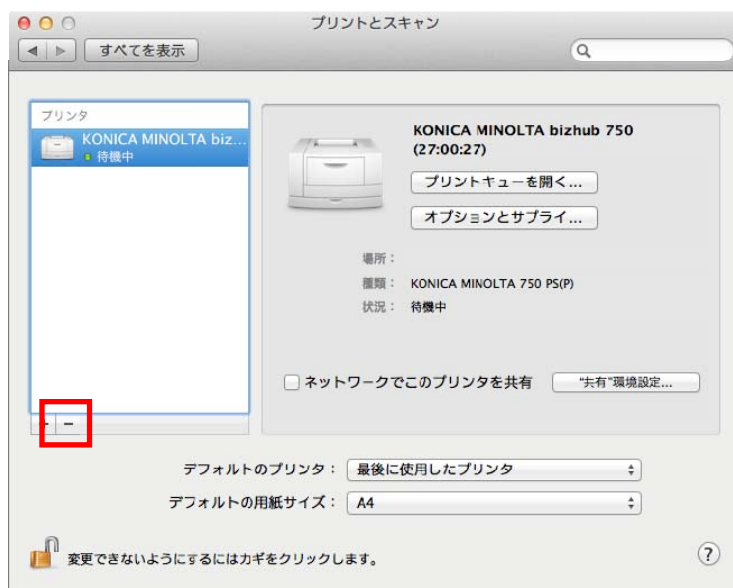 プリントとスキャン
すべてを表示
プリンタ
KONICA MINOLTA biz...
待機中
KONICA MINOLTA bizhub 750
(27:00:27)
プリントキューを開く...
オプションとサプライ...
場所：
種類： KONICA MINOLTA 750 PS(P)
状況： 待機中
ネットワークでこのプリンタを共有 "共有"環境設定...
+ −
デフォルトのプリンタ： 最後に使用したプリンタ
デフォルトの用紙サイズ： A4
変更できないようにするにはカギをクリックします。 ?